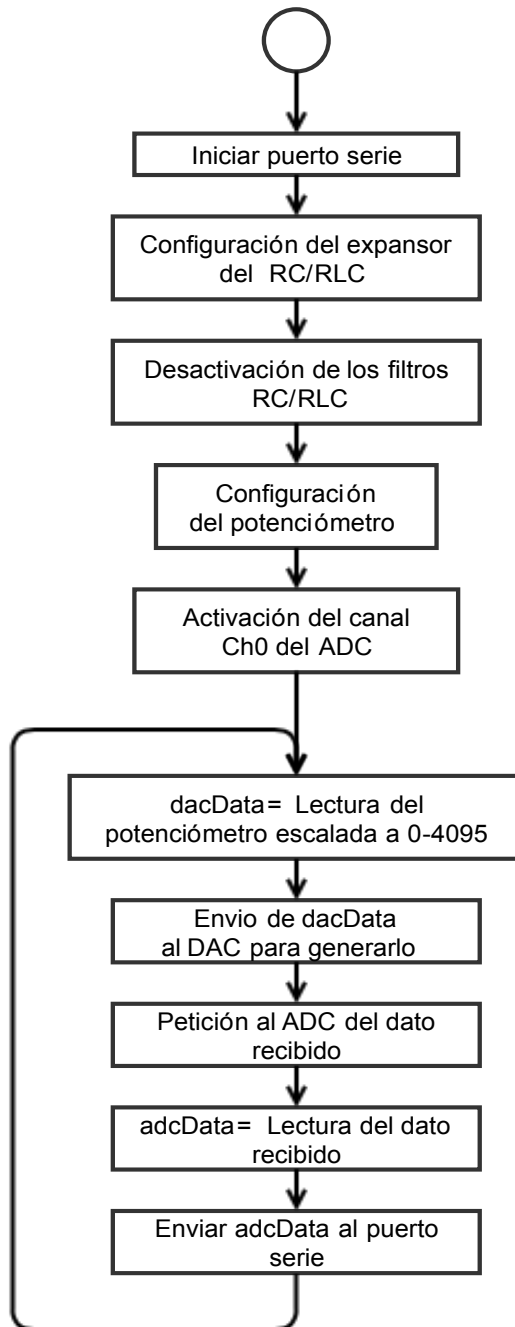 Iniciar puerto serie
Configuración del expansor
del RC/RLC
Desactivación de los filtros
RC/RLC
Configuración
del potenciómetro
Activación del canal
Ch0 del ADC
dacData= Lectura del
potenciómetro escalada a 0-4095
Envio de dacData
al DAC para generarlo
Petición al ADC del dato
recibido
adcData= Lectura del dato
recibido
Enviar adcData al puerto
serie